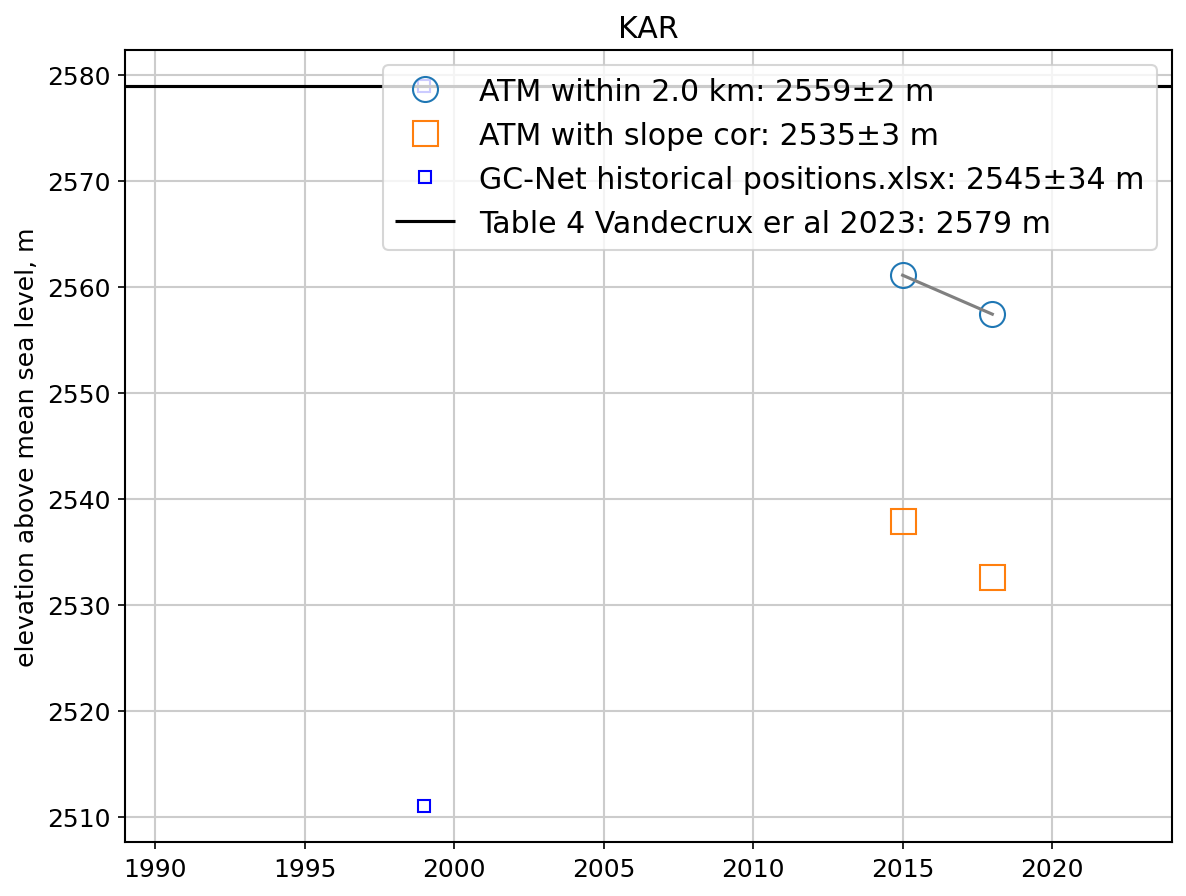 KAR
ATM within 2.0 km: 2559±2 m
ATM with slope cor: 2535±3 m
GC-Net historical positions.xlsx: 2545±34 m
Table 4 Vandecrux er al 2023: 2579 m
elevation above mean sea level, m
2580
2570
2560
2550
2540
2530
2520
2510
1990
1995
2000
2005
2010
2015
2020